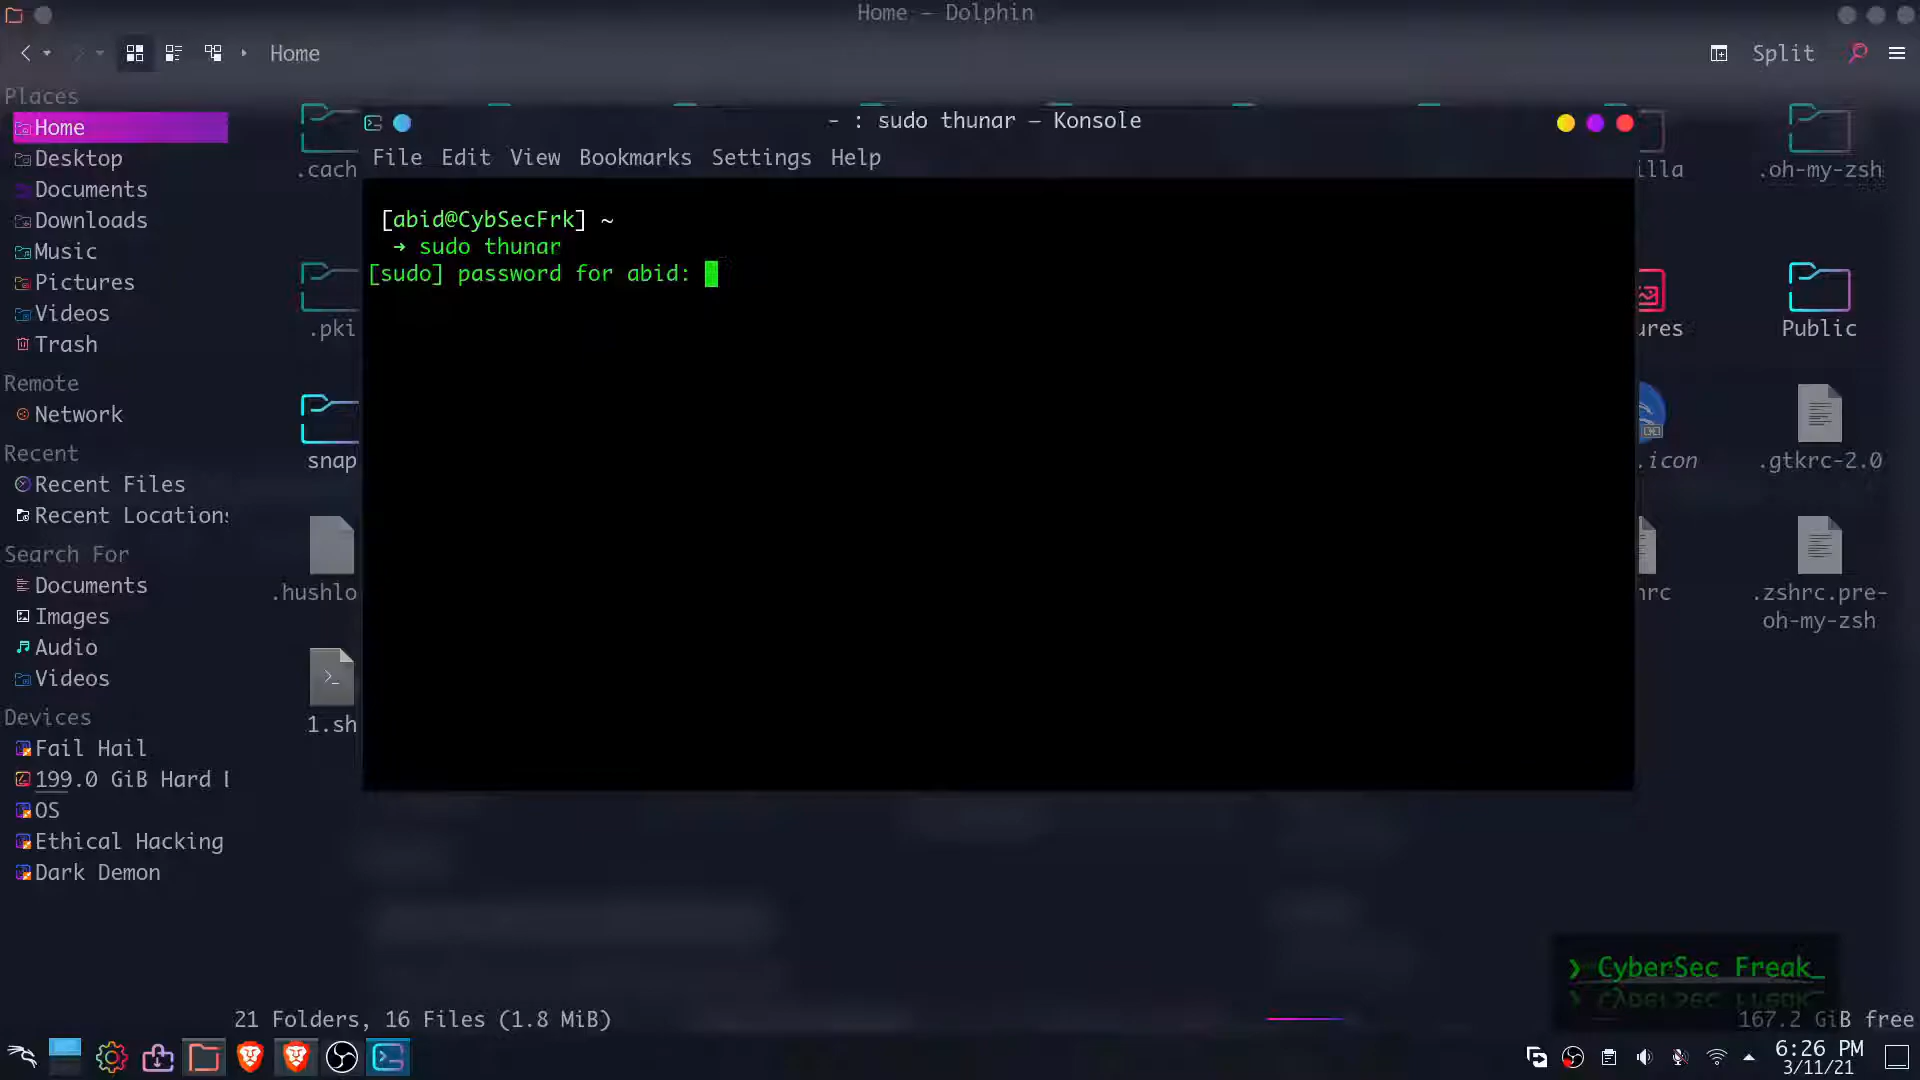 Home — Dolphin
Home
Split
Places
Home
Desktop
Documents
Downloads
Music
Pictures
Videos
Trash
Remote
Network
Recent
Recent Files
Recent Locations
Search For
Documents
Images
Audio
Videos
Devices
Fail Hail
199.0 GiB Hard D
OS
Ethical Hacking
Dark Demon
.cach
.pki
snap
.hushlo
1.sh
~ : sudo thunar — Konsole
File Edit View Bookmarks Settings Help
[abid@CybSecFrk] ~
➜ sudo thunar
[sudo] password for abid:
illa
.oh-my-zsh
ures
Public
.icon
.gtkrc-2.0
hrc
.zshrc.pre-
oh-my-zsh
❯ CyberSec Freak_
21 Folders, 16 Files (1.8 MiB)
167.2 GiB free
6:26 PM
3/11/21